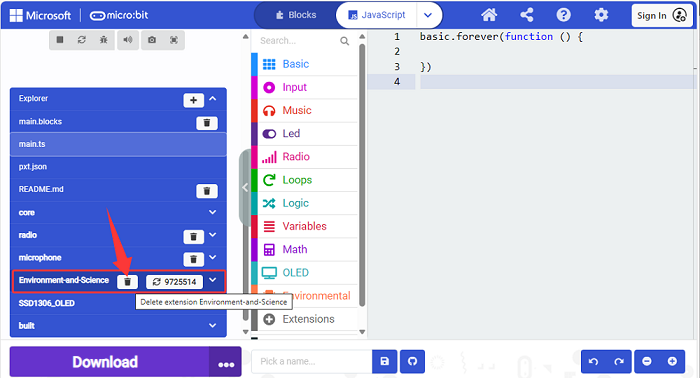 Microsoft
micro:bit
Blocks
JavaScript
Sign In
Search...
Basic
Input
Music
Led
Radio
Loops
Logic
Variables
Math
OLED
Environmental
Extensions
Explorer
main.blocks
main.ts
pxt.json
README.md
core
radio
microphone
Environment-and-Science
9725514
Delete extension Environment-and-Science
SSD1306_OLED
built
1 basic.forever(function () {
2
3 })
4
Download
Pick a name...